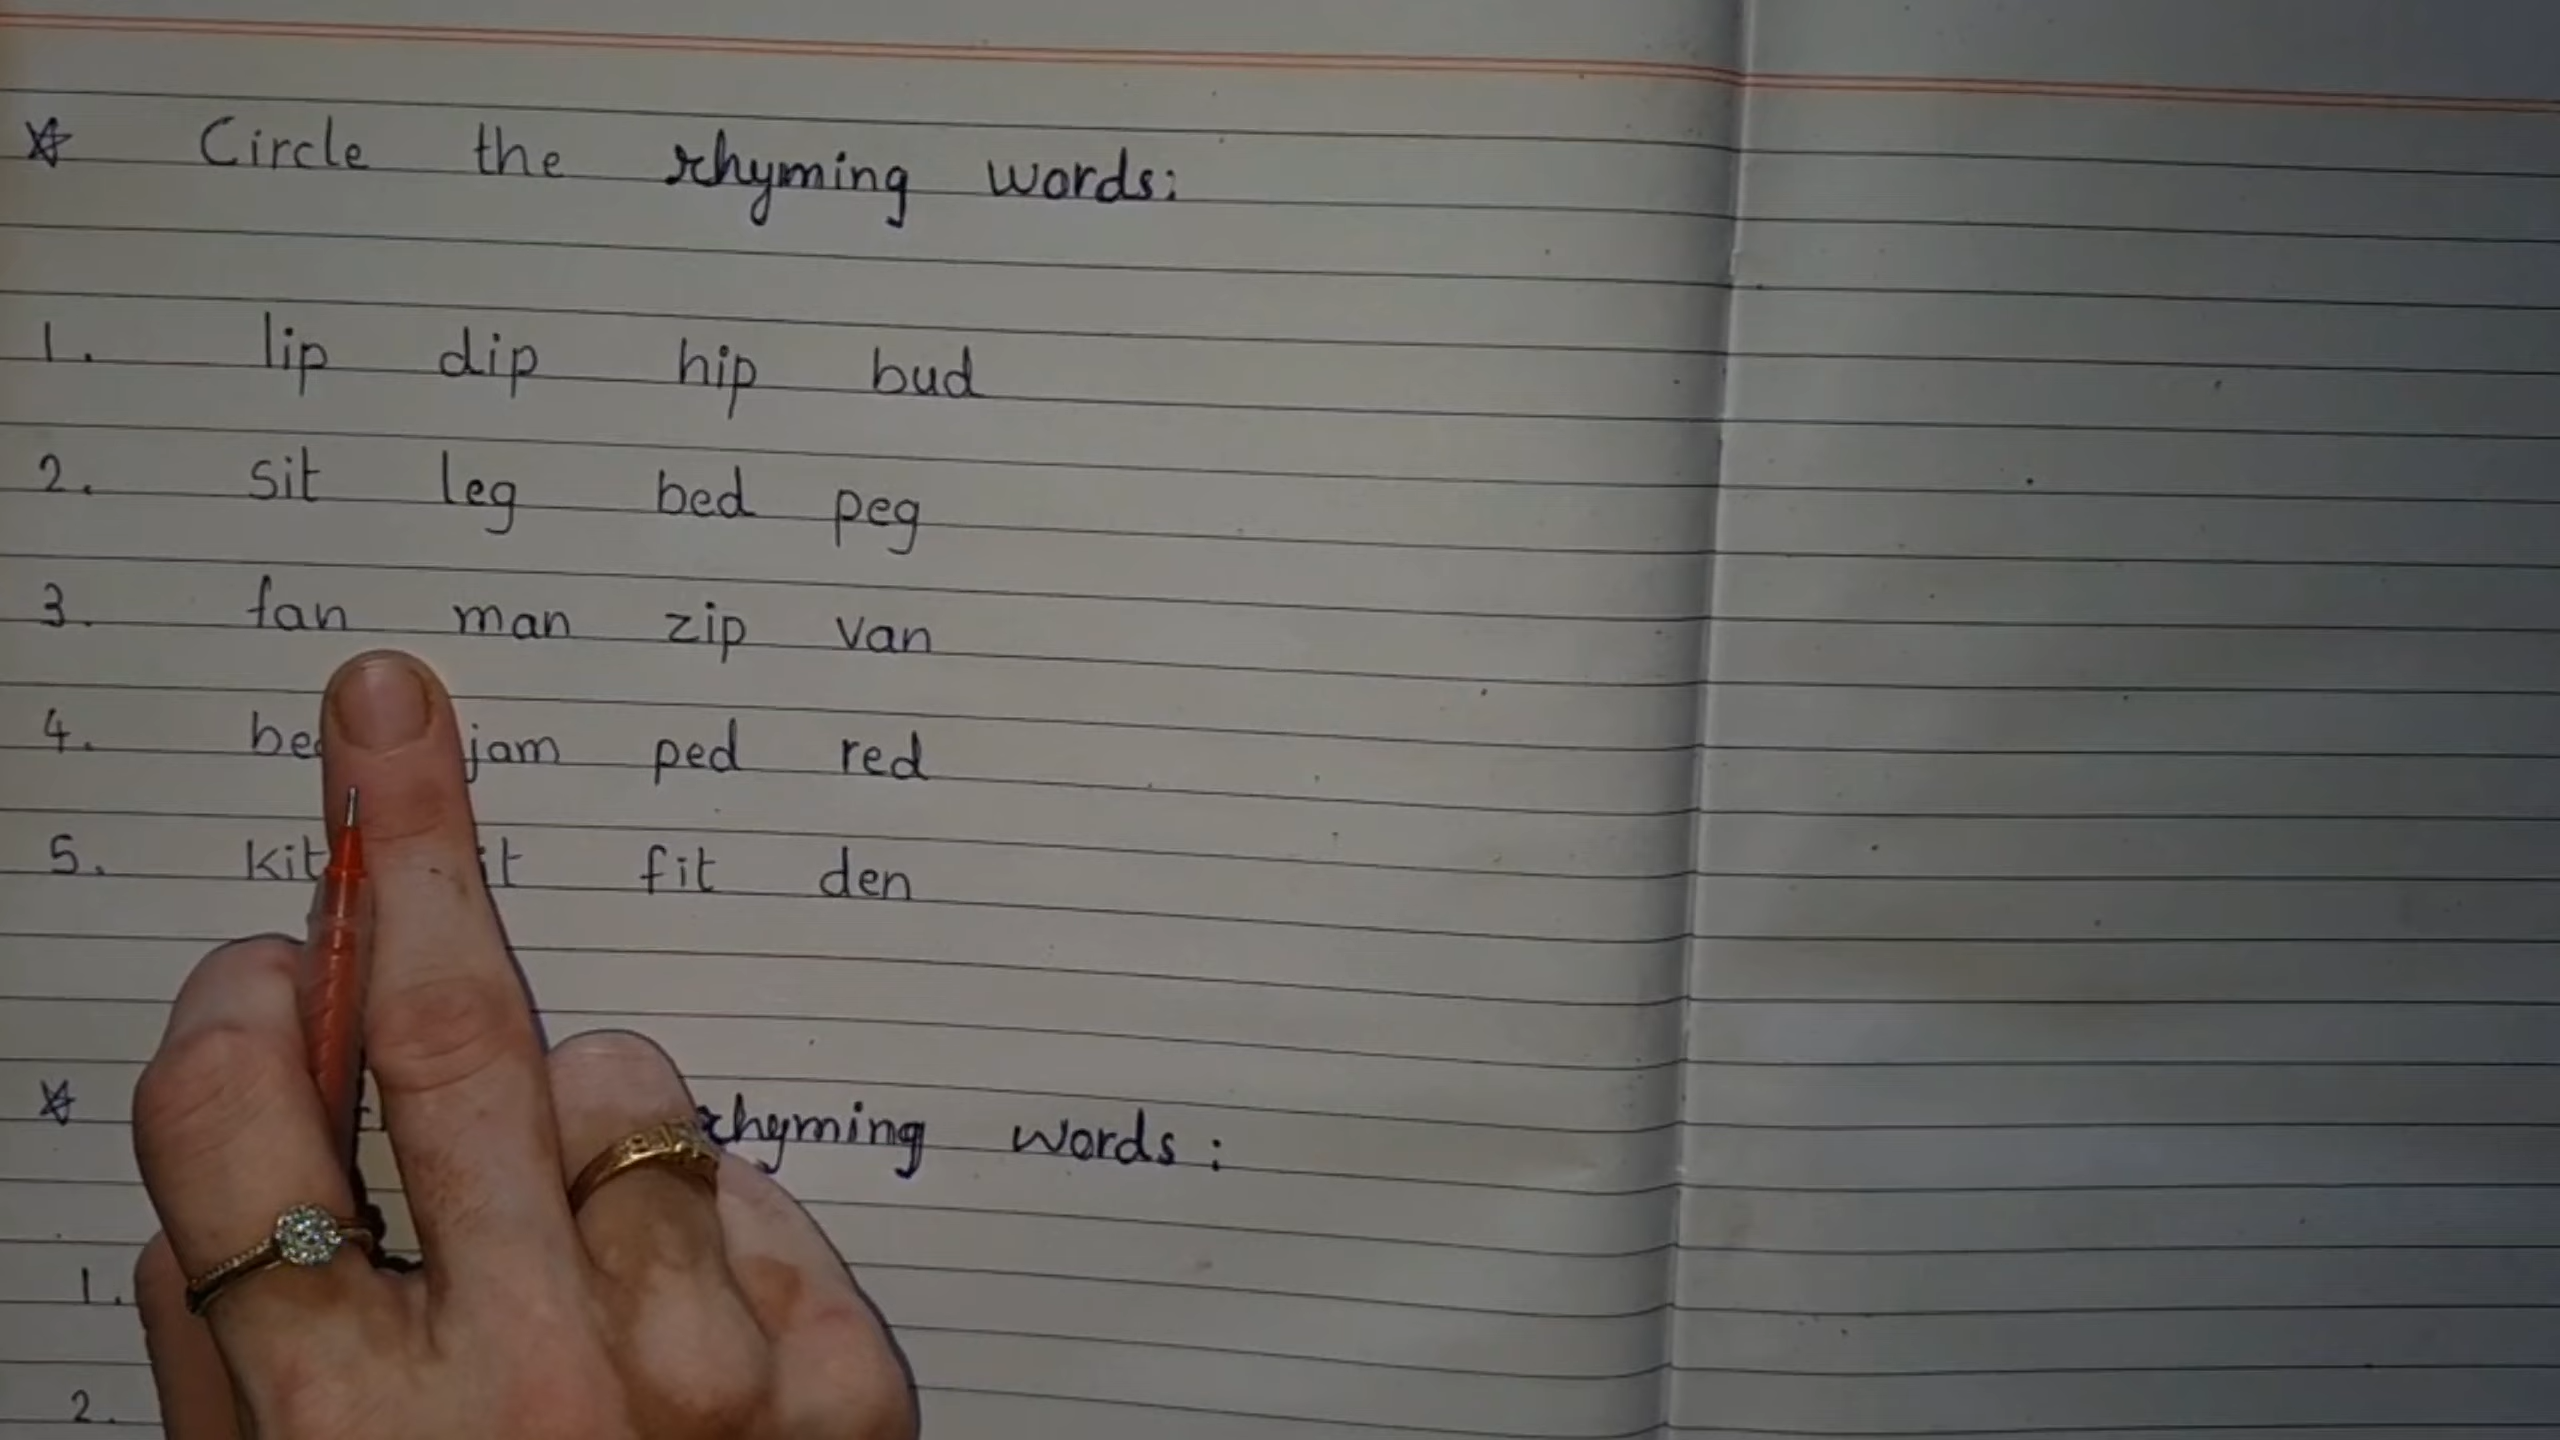 Circle the rhyming words:
1. lip dip hip bud
2. sit leg bed peg
3. fan man zip van
4. jam ped red
5. kit fit den
rhyming words:
1.
2.